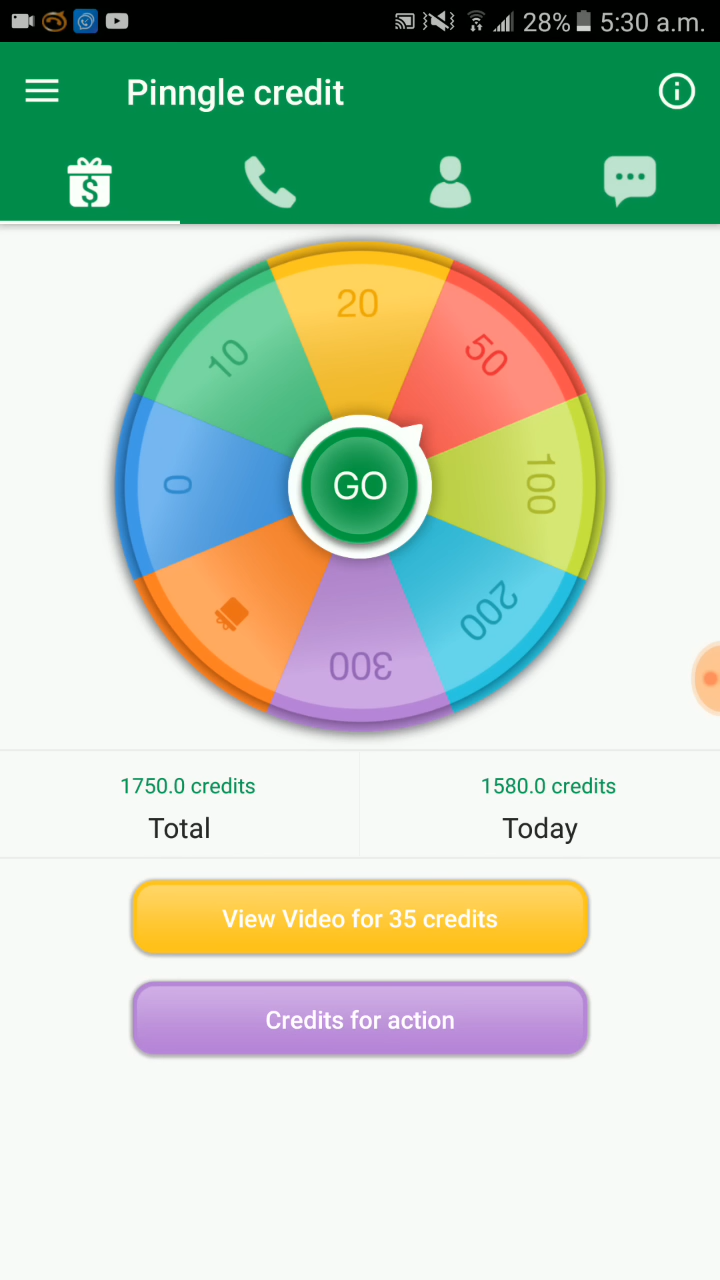 28% 5:30 a.m.
Pinngle credit
20
10
50
0
GO
100
200
300
1750.0 credits
1580.0 credits
Total
Today
View Video for 35 credits
Credits for action